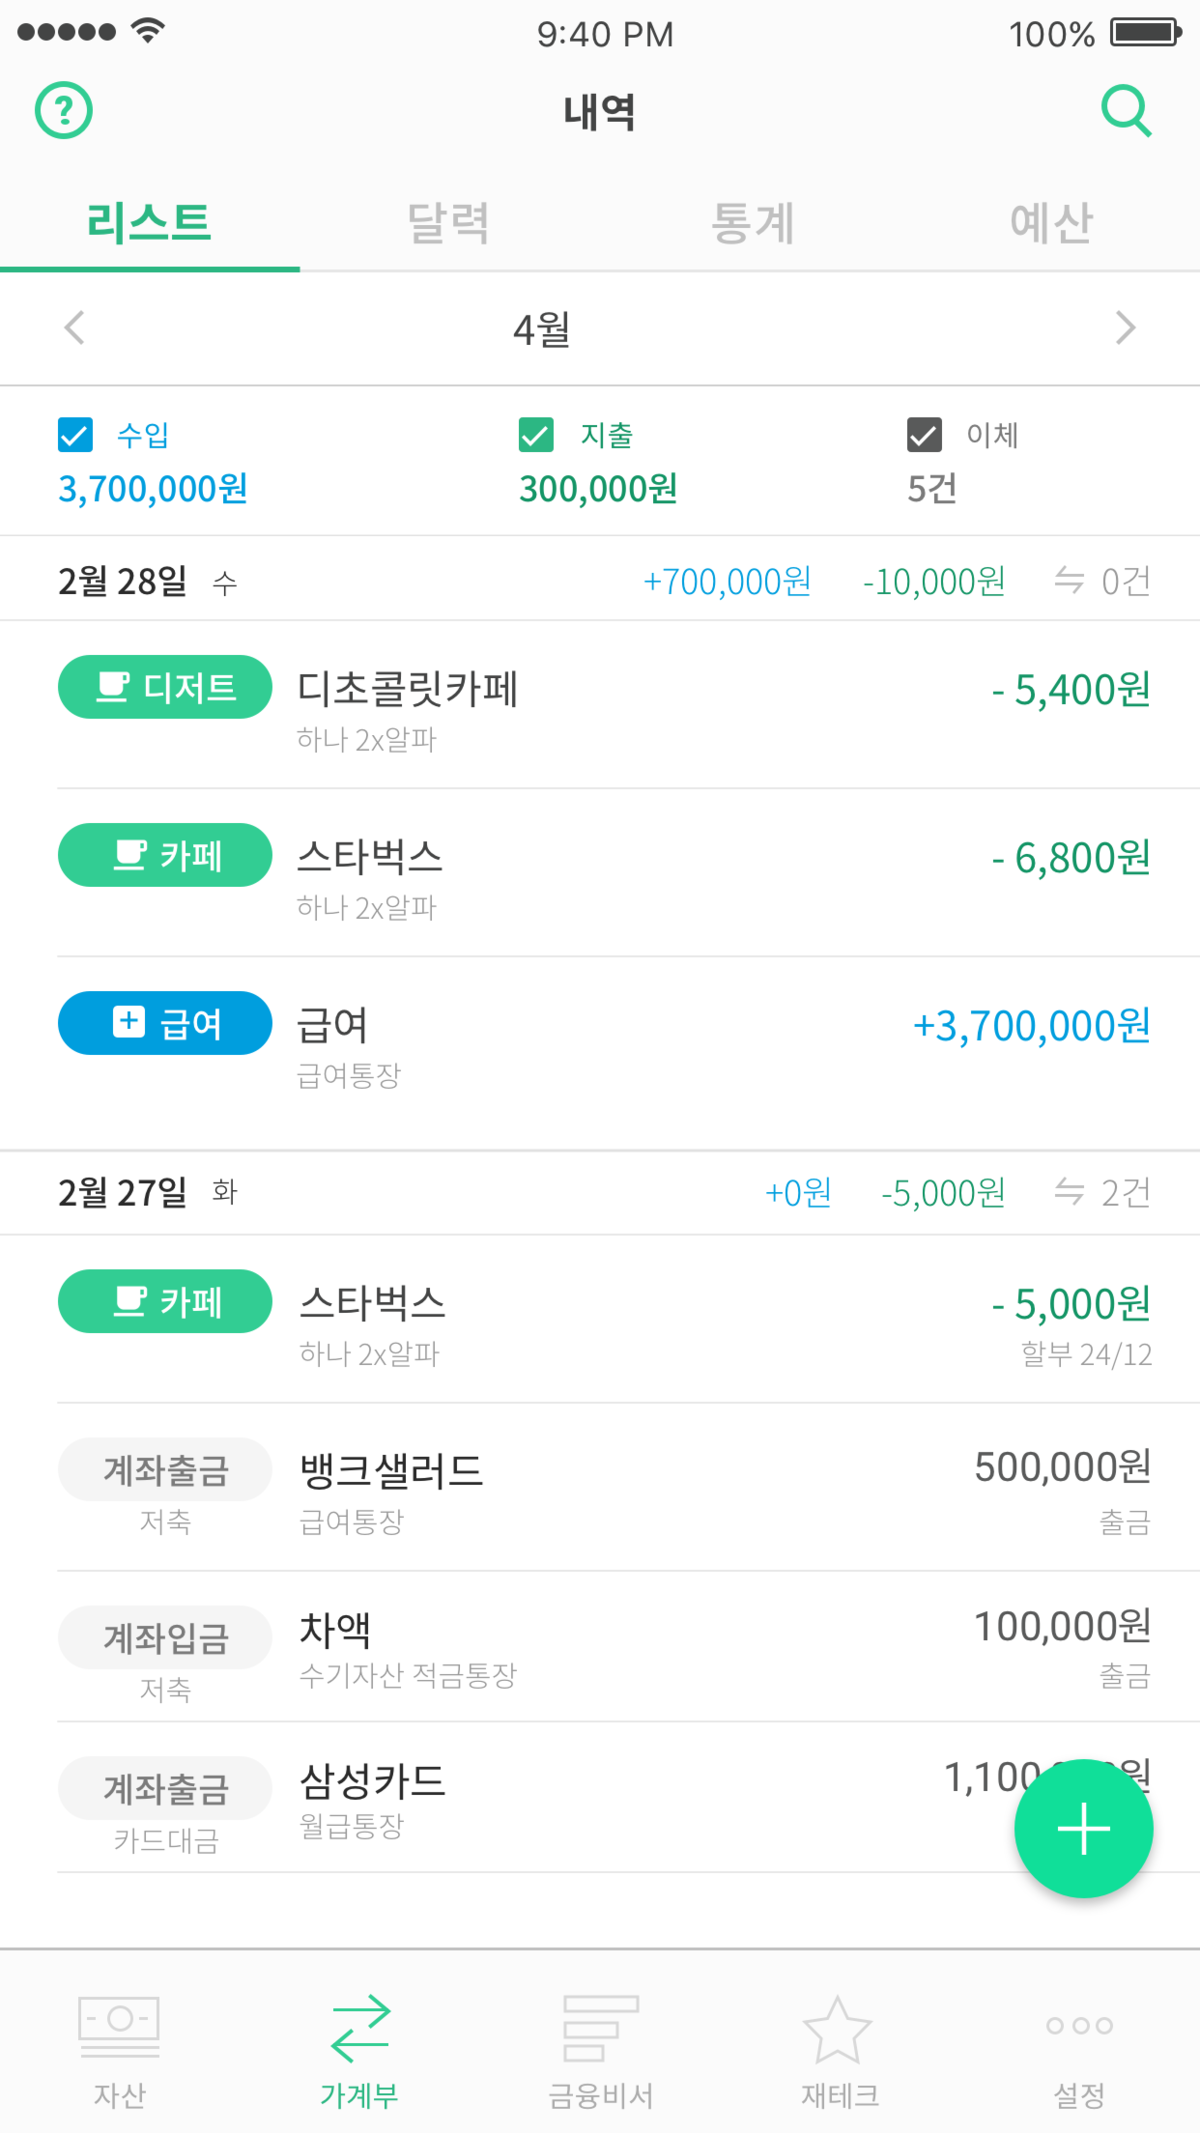 9:40 PM
100%
?
내역
리스트 달력 통계 예산
4월
수입 지출 이체
3,700,000원 300,000원 5건
2월 28일 수 +700,000원 -10,000원 0건
디저트 디초콜릿카페 - 5,400원
하나 2x알파
카페 스타벅스 - 6,800원
하나 2x알파
급여 급여 +3,700,000원
급여통장
2월 27일 화 +0원 -5,000원 2건
카페 스타벅스 - 5,000원
하나 2x알파 할부 24/12
계좌출금 뱅크샐러드 500,000원
저축 급여통장 출금
계좌입금 차액 100,000원
저축 수기자산 적금통장 출금
계좌출금 삼성카드
카드대금 월급통장
자산 가계부 금융비서 재테크 설정